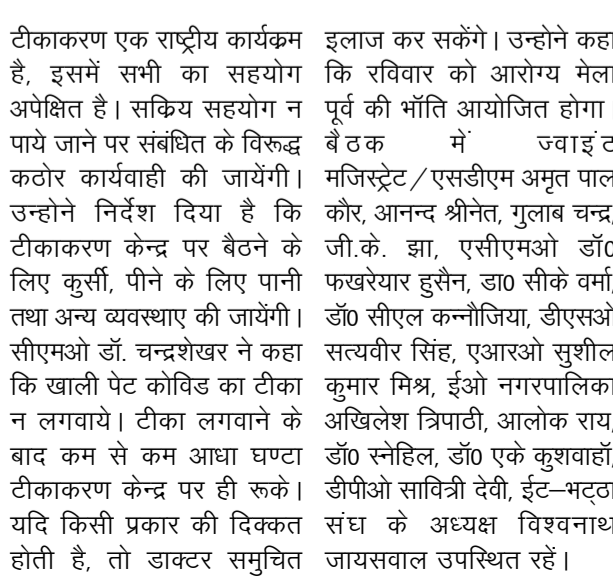 टीकाकरण एक राष्ट्रीय कार्यक्रम
है, इसमें सभी का सहयोग
अपेक्षित है। सक्रिय सहयोग न
पाये जाने पर संबंधित के विरूद्ध
कठोर कार्यवाही की जायेंगी।
उन्होने निर्देश दिया है कि
टीकाकरण केन्द्र पर बैठने के
लिए कुर्सी, पीने के लिए पानी
तथा अन्य व्यवस्थाए की जायेंगी।
सीएमओ डॉ. चन्द्रशेखर ने कहा
कि खाली पेट कोविड का टीका
न लगवाये। टीका लगवाने के
बाद कम से कम आधा घण्टा
टीकाकरण केन्द्र पर ही रूके।
यदि किसी प्रकार की दिक्कत
होती है, तो डाक्टर समुचित
इलाज कर सकेंगे। उन्होने कहा
कि रविवार को आरोग्य मेला
पूर्व की भॉति आयोजित होगा।
बैठक में ज्वाइंट
मजिस्ट्रेट/एसडीएम अमृत पाल
कौर, आनन्द श्रीनेत, गुलाब चन्द्र,
जी.के. झा, एसीएमओ डॉ0
फखरेयार हुसैन, डा0 सीके वर्मा,
डॉ0 सीएल कन्नौजिया, डीएसओ
सत्यवीर सिंह, एआरओ सुशील
कुमार मिश्र, ईओ नगरपालिका
अखिलेश त्रिपाठी, आलोक राय,
डॉ0 स्नेहिल, डॉ0 एके कुशवाहॉ,
डीपीओ सावित्री देवी, ईट–भट्ठा
संघ के अध्यक्ष विश्वनाथ
जायसवाल उपस्थित रहें।